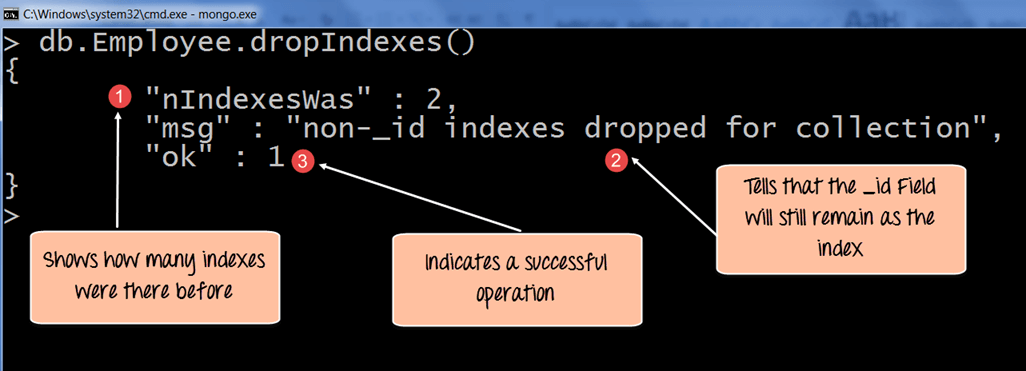 C:\Windows\system32\cmd.exe - mongo.exe
> db.Employee.dropIndexes()
{
"nIndexesWas" : 2,
"msg" : "non-_id indexes dropped for collection",
"ok" : 1
}
>
1
3
2
Shows how many indexes
were there before
Indicates a successful
operation
Tells that the _id Field
will still remain as the
index